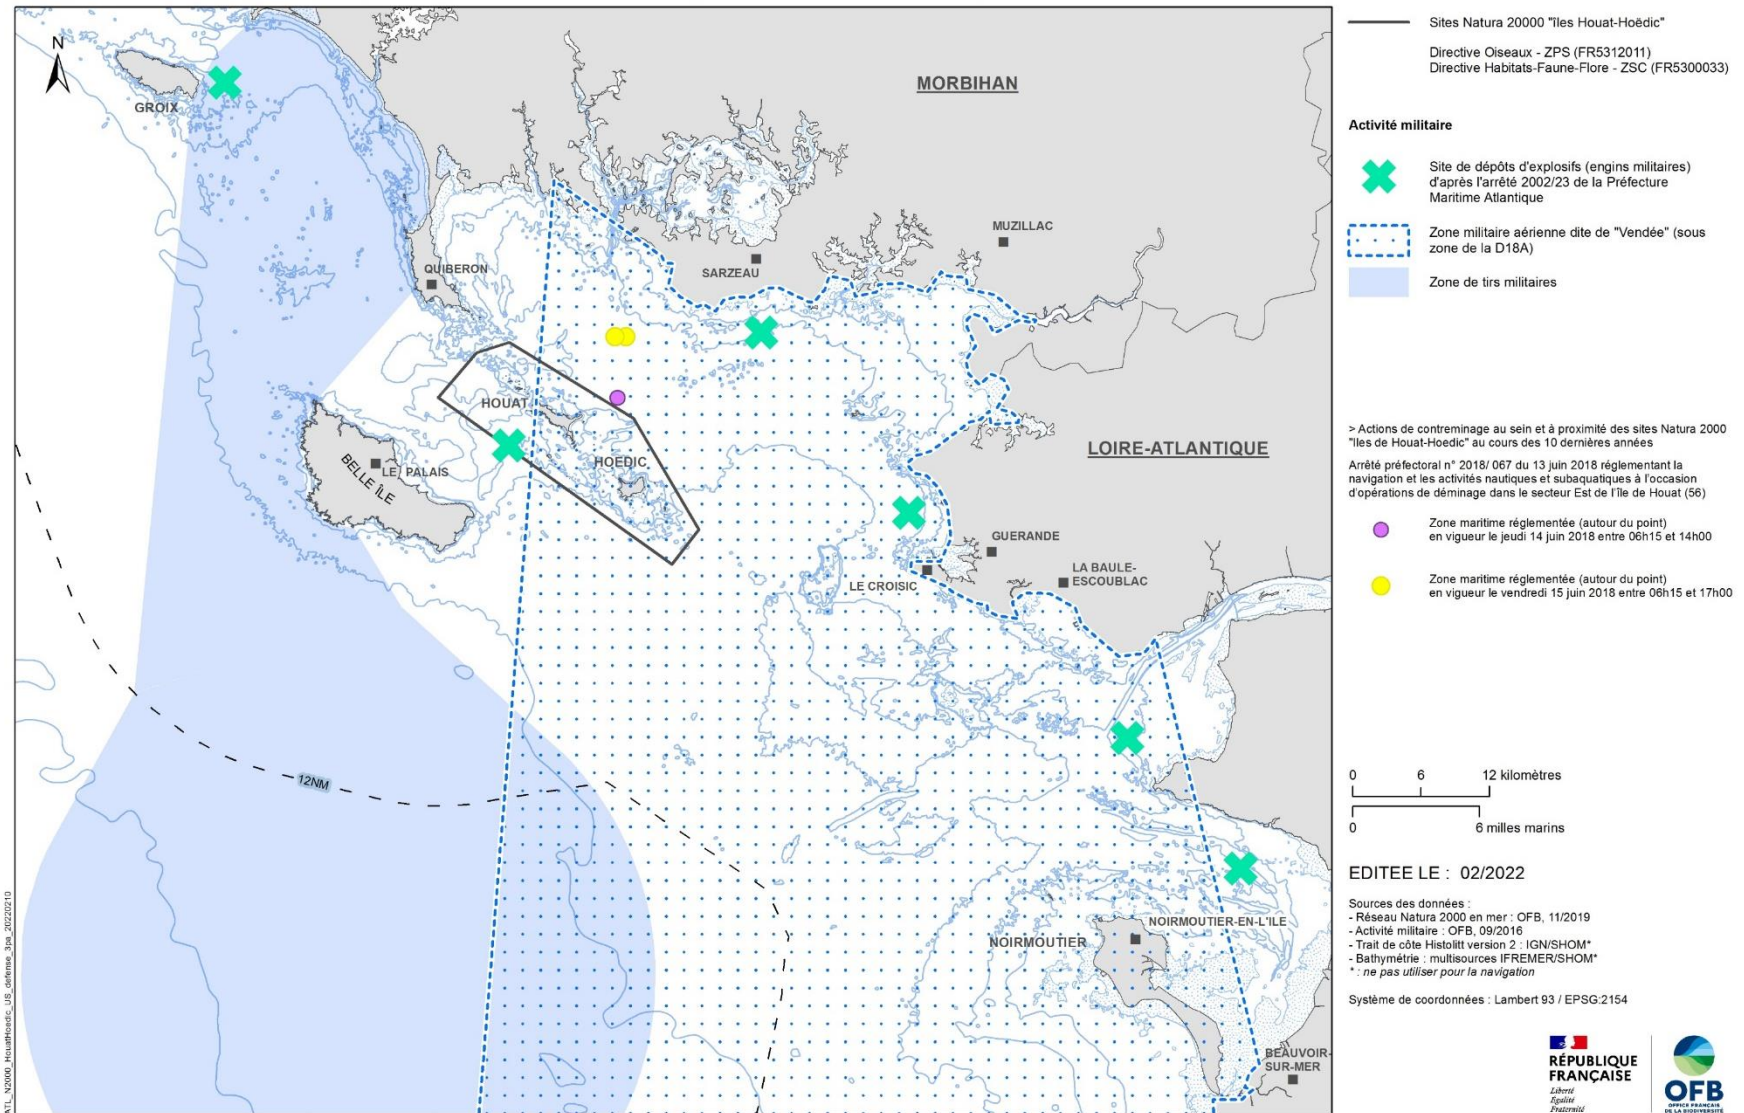 N
GROIX
MORBIHAN
MUZILLAC
SARZEAU
QUIBERON
HOUAT
LOIRE-ATLANTIQUE
HOEDIC
LE PALAIS
BELLE ÎLE
GUERANDE
LA BAULE-
ESCOUBLAC
LE CROISIC
12NM
NOIRMOUTIER-EN-L'ILE
NOIRMOUTIER
BEAUVOIR-
SUR-MER
ATL_N2000_HouatHoedic_US_defense_3pa_20220210
Sites Natura 20000 "îles Houat-Hoëdic"
Directive Oiseaux - ZPS (FR5312011)
Directive Habitats-Faune-Flore - ZSC (FR5300033)
Activité militaire
Site de dépôts d'explosifs (engins militaires)
d'après l'arrêté 2002/23 de la Préfecture
Maritime Atlantique
Zone militaire aérienne dite de "Vendée" (sous
zone de la D18A)
Zone de tirs militaires
> Actions de contreminage au sein et à proximité des sites Natura 2000
"Iles de Houat-Hoedic" au cours des 10 dernières années
Arrêté préfectoral n° 2018/ 067 du 13 juin 2018 réglementant la
navigation et les activités nautiques et subaquatiques à l'occasion
d'opérations de déminage dans le secteur Est de l'île de Houat (56)
Zone maritime réglementée (autour du point)
en vigueur le jeudi 14 juin 2018 entre 06h15 et 14h00
Zone maritime réglementée (autour du point)
en vigueur le vendredi 15 juin 2018 entre 06h15 et 17h00
0 6 12 kilomètres
0 6 milles marins
EDITEE LE : 02/2022
Sources des données :
- Réseau Natura 2000 en mer : OFB, 11/2019
- Activité militaire : OFB, 09/2016
- Trait de côte Histolitt version 2 : IGN/SHOM*
- Bathymétrie : multisources IFREMER/SHOM*
* : ne pas utiliser pour la navigation
Système de coordonnées : Lambert 93 / EPSG:2154
RÉPUBLIQUE
FRANÇAISE
Liberté
Égalité
Fraternité
OFB
OFFICE FRANÇAIS
DE LA BIODIVERSITÉ